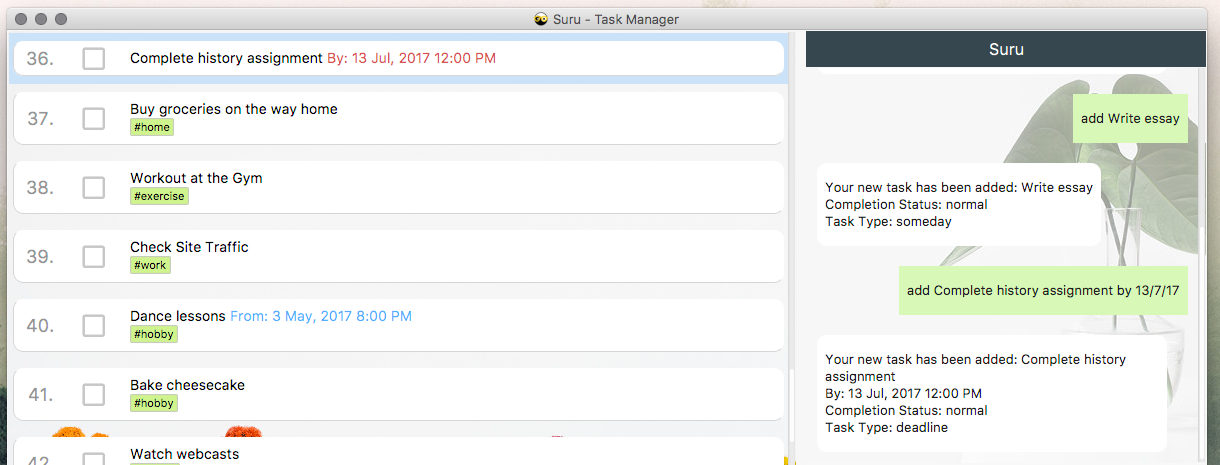 Suru - Task Manager
36.
Complete history assignment By: 13 Jul, 2017 12:00 PM
37.
Buy groceries on the way home
#home
38.
Workout at the Gym
#exercise
39.
Check Site Traffic
#work
40.
Dance lessons From: 3 May, 2017 8:00 PM
#hobby
41.
Bake cheesecake
#hobby
42.
Watch webcasts
Suru
add Write essay
Your new task has been added: Write essay
Completion Status: normal
Task Type: someday
add Complete history assignment by 13/7/17
Your new task has been added: Complete history
assignment
By: 13 Jul, 2017 12:00 PM
Completion Status: normal
Task Type: deadline